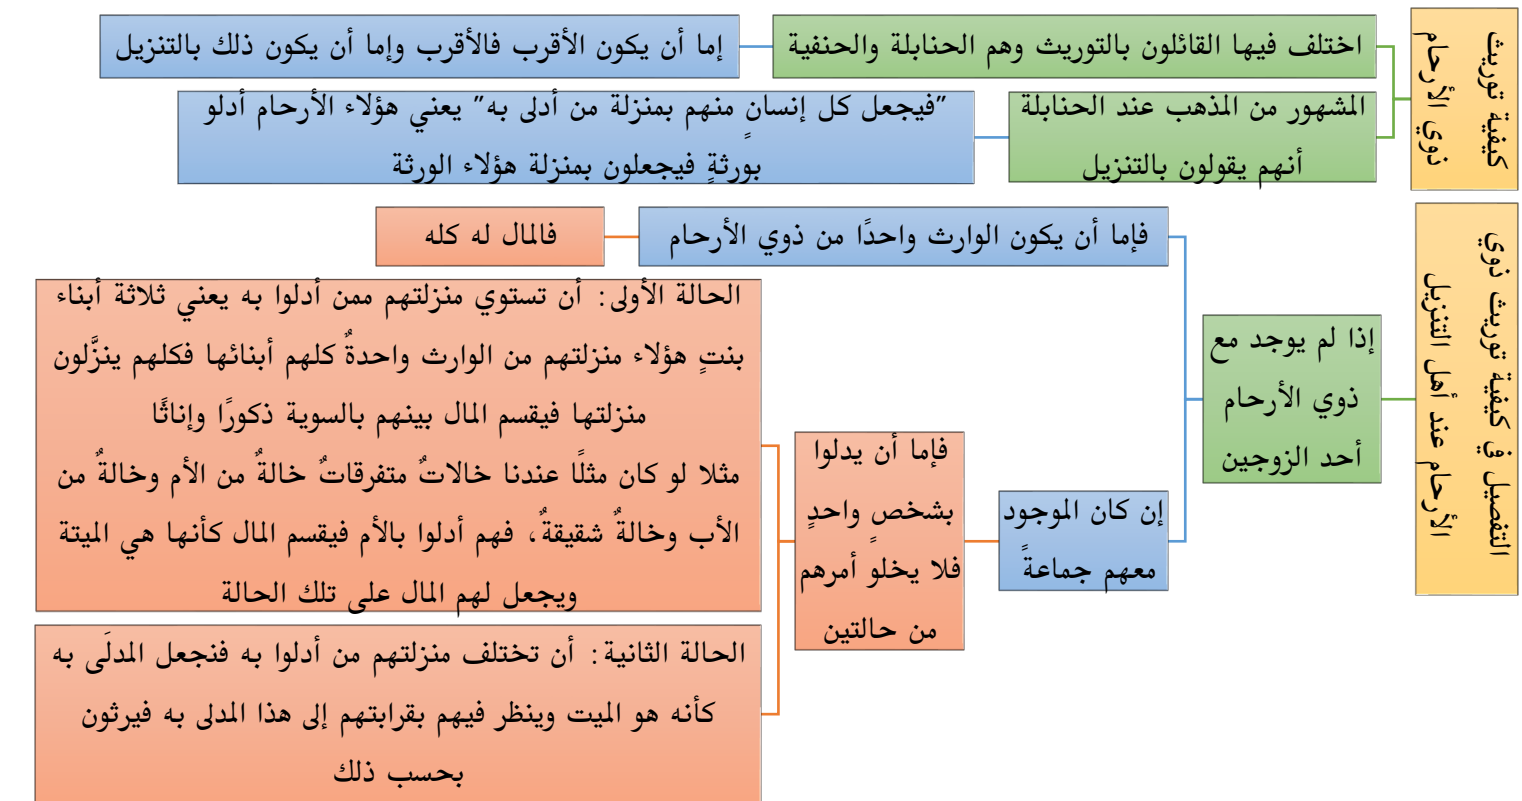 كيفية توريث
ذوي الأرحام
اختلف فيها القائلون بالتوريث وهم الحنابلة والحنفية
إما أن يكون الأقرب فالأقرب وإما أن يكون ذلك بالتنزيل
المشهور من المذهب عند الحنابلة
أنهم يقولون بالتنزيل
"فيجعل كل إنسانٍ منهم بمنزلة من أدلى به" يعني هؤلاء الأرحام أدلو
بورثةٍ فيجعلون بمنزلة هؤلاء الورثة
التفصيل في كيفية توريث ذوي
الأرحام عند أهل التنزيل
إذا لم يوجد مع
ذوي الأرحام
أحد الزوجين
فإما أن يكون الوارث واحدًا من ذوي الأرحام
فالمال له كله
إن كان الموجود
معهم جماعةً
فإما أن يدلوا
بشخصٍ واحدٍ
فلا يخلو أمرهم
من حالتين
الحالة الأولى: أن تستوي منزلتهم ممن أدلوا به يعني ثلاثة أبناء
بنتٍ هؤلاء منزلتهم من الوارث واحدةٌ كلهم أبنائها فكلهم ينزَّلون
منزلتها فيقسم المال بينهم بالسوية ذكورًا وإناثًا
مثلا لو كان مثلًا عندنا خالاتٌ متفرقاتٌ خالةٌ من الأم وخالةٌ من
الأب وخالةٌ شقيقةٌ، فهم أدلوا بالأم فيقسم المال كأنها هي الميتة
ويجعل لهم المال على تلك الحالة
الحالة الثانية: أن تختلف منزلتهم من أدلوا به فنجعل المدلَى به
كأنه هو الميت وينظر فيهم بقرابتهم إلى هذا المدلى به فيرثون
بحسب ذلك